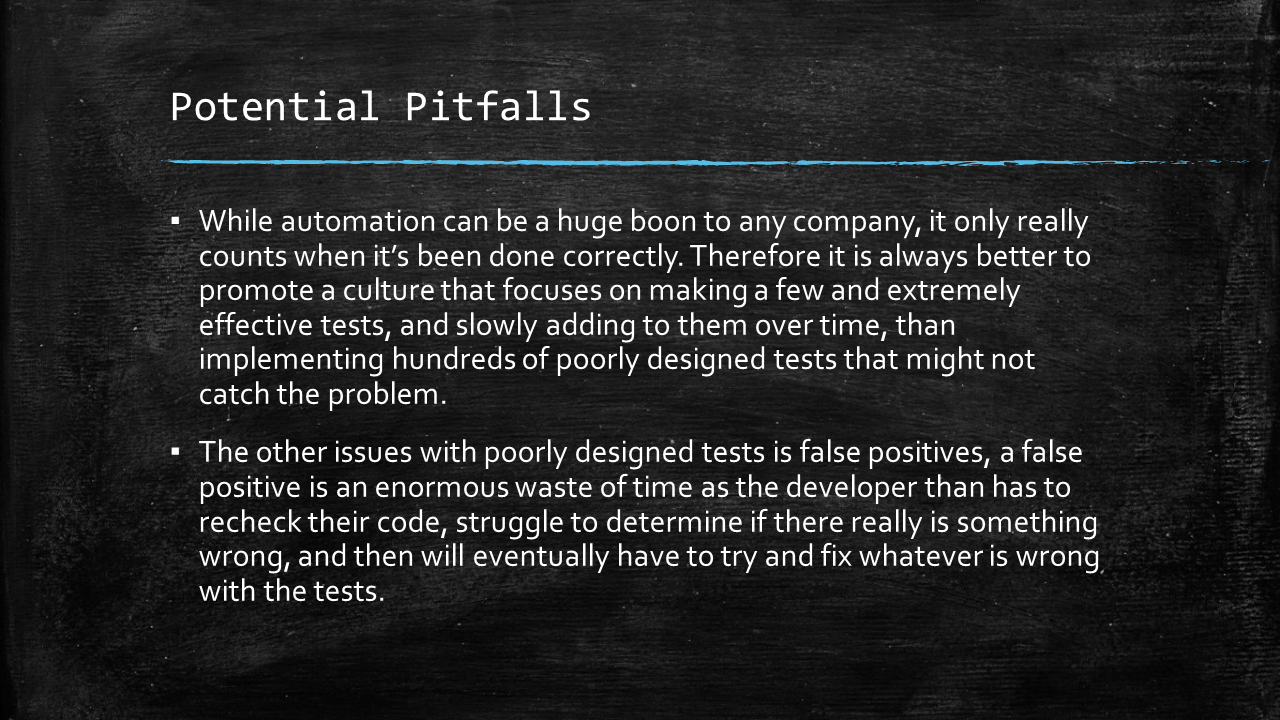 Potential Pitfalls
▪ While automation can be a huge boon to any company, it only really
counts when it’s been done correctly. Therefore it is always better to
promote a culture that focuses on making a few and extremely
effective tests, and slowly adding to them over time, than
implementing hundreds of poorly designed tests that might not
catch the problem.
▪ The other issues with poorly designed tests is false positives, a false
positive is an enormous waste of time as the developer than has to
recheck their code, struggle to determine if there really is something
wrong, and then will eventually have to try and fix whatever is wrong
with the tests.